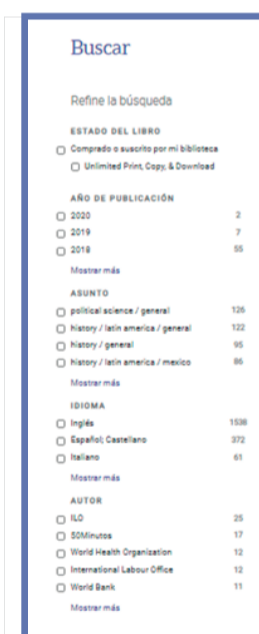 Buscar
Refine la búsqueda
ESTADO DEL LIBRO
Comprado o suscrito por mi biblioteca
Unlimited Print, Copy, & Download
AÑO DE PUBLICACIÓN
2020 2
2019 7
2018 55
Mostrar más
ASUNTO
political science / general 126
history / latin america / general 122
history / general 95
history / latin america / mexico 86
Mostrar más
IDIOMA
Inglés 1538
Español; Castellano 372
Italiano 61
Mostrar más
AUTOR
ILO 25
50Minutos 17
World Health Organization 12
International Labour Office 12
World Bank 11
Mostrar más